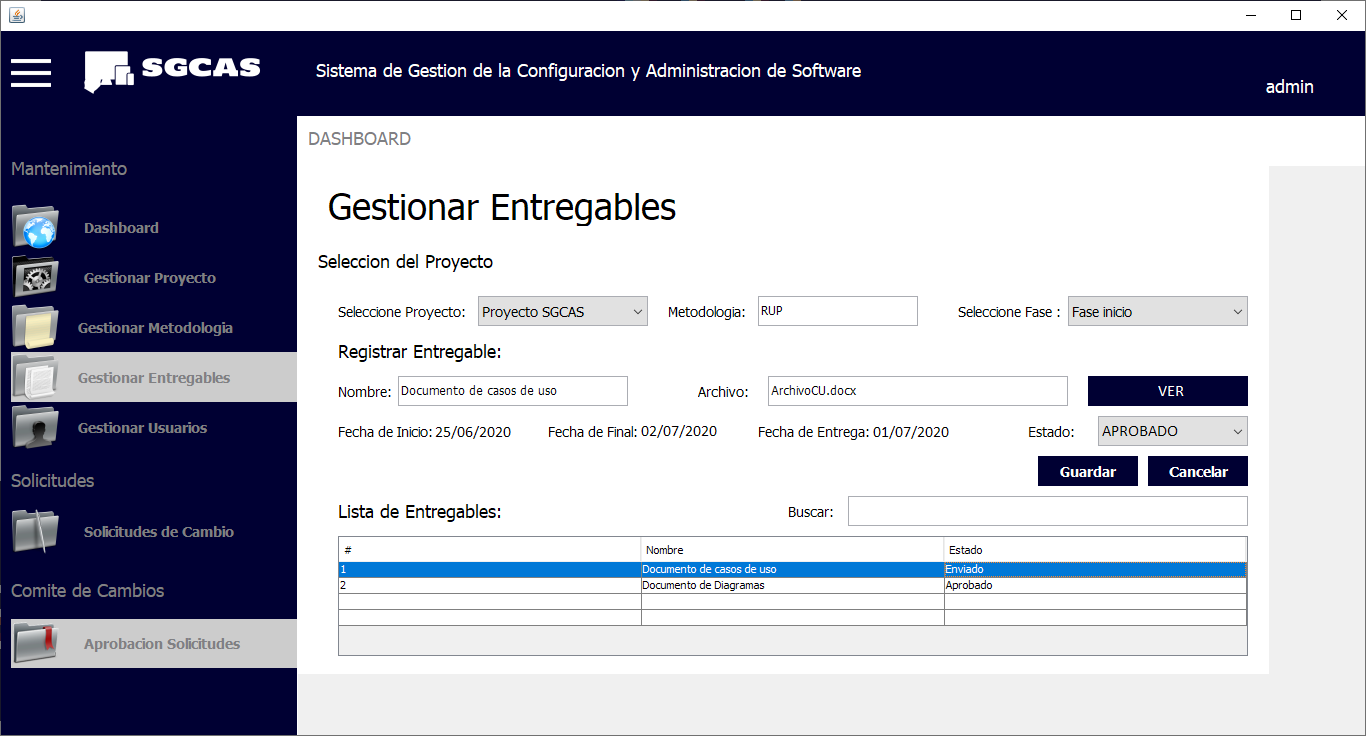 SGCAS
Sistema de Gestion de la Configuracion y Administracion de Software
admin
Mantenimiento
Dashboard
Gestionar Proyecto
Gestionar Metodologia
Gestionar Entregables
Gestionar Usuarios
Solicitudes
Solicitudes de Cambio
Comite de Cambios
Aprobacion Solicitudes
DASHBOARD
Gestionar Entregables
Seleccion del Proyecto
Seleccione Proyecto: Proyecto SGCAS Metodologia: RUP Seleccione Fase : Fase inicio
Registrar Entregable:
Nombre: Documento de casos de uso Archivo: ArchivoCU.docx VER
Fecha de Inicio: 25/06/2020 Fecha de Final: 02/07/2020 Fecha de Entrega: 01/07/2020 Estado: APROBADO
Guardar Cancelar
Lista de Entregables: Buscar:
# Nombre Estado
1 Documento de casos de uso Enviado
2 Documento de Diagramas Aprobado